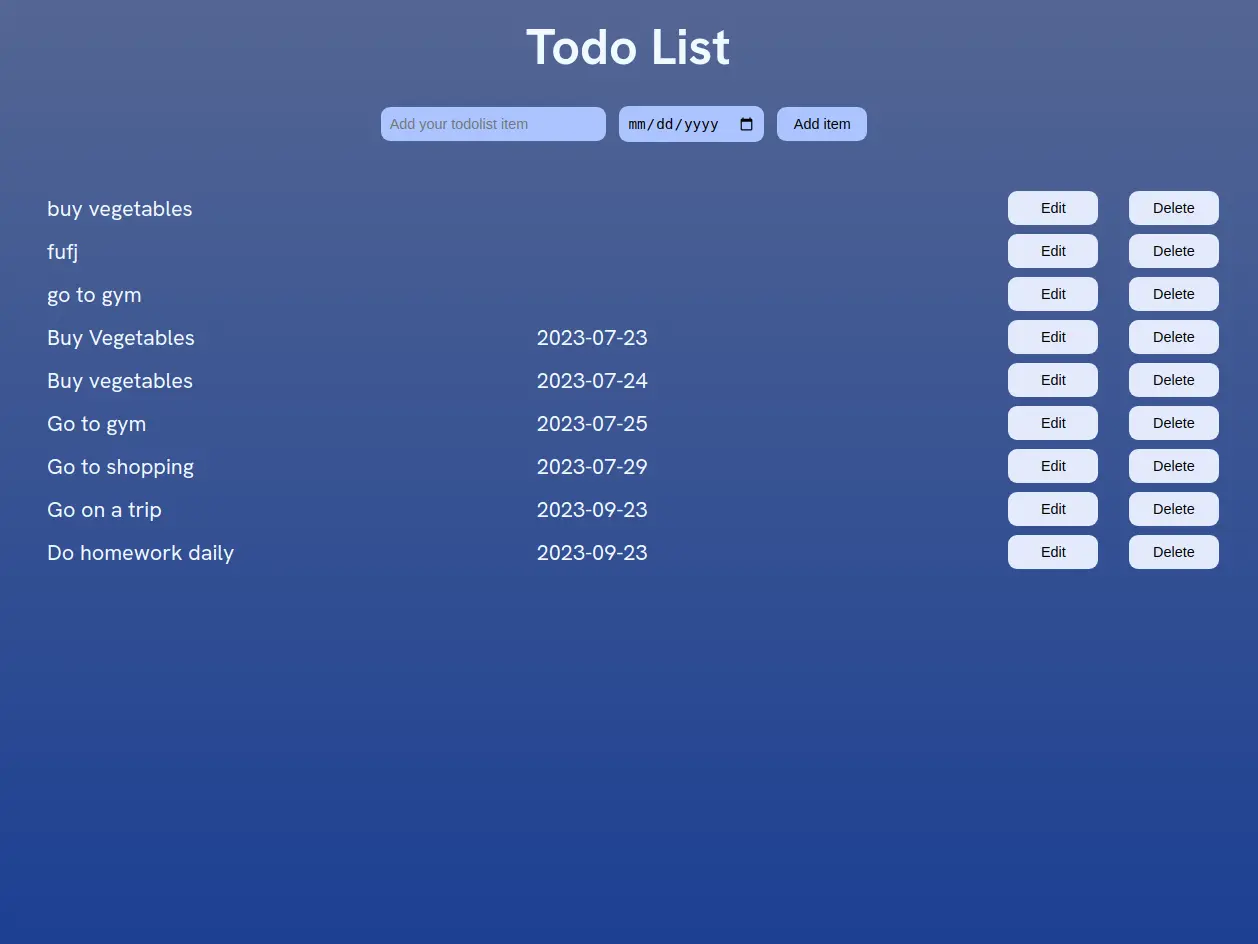 Todo List
Add your todolist item mm/dd/yyyy Add item
buy vegetables Edit Delete
fufj Edit Delete
go to gym Edit Delete
Buy Vegetables 2023-07-23 Edit Delete
Buy vegetables 2023-07-24 Edit Delete
Go to gym 2023-07-25 Edit Delete
Go to shopping 2023-07-29 Edit Delete
Go on a trip 2023-09-23 Edit Delete
Do homework daily 2023-09-23 Edit Delete